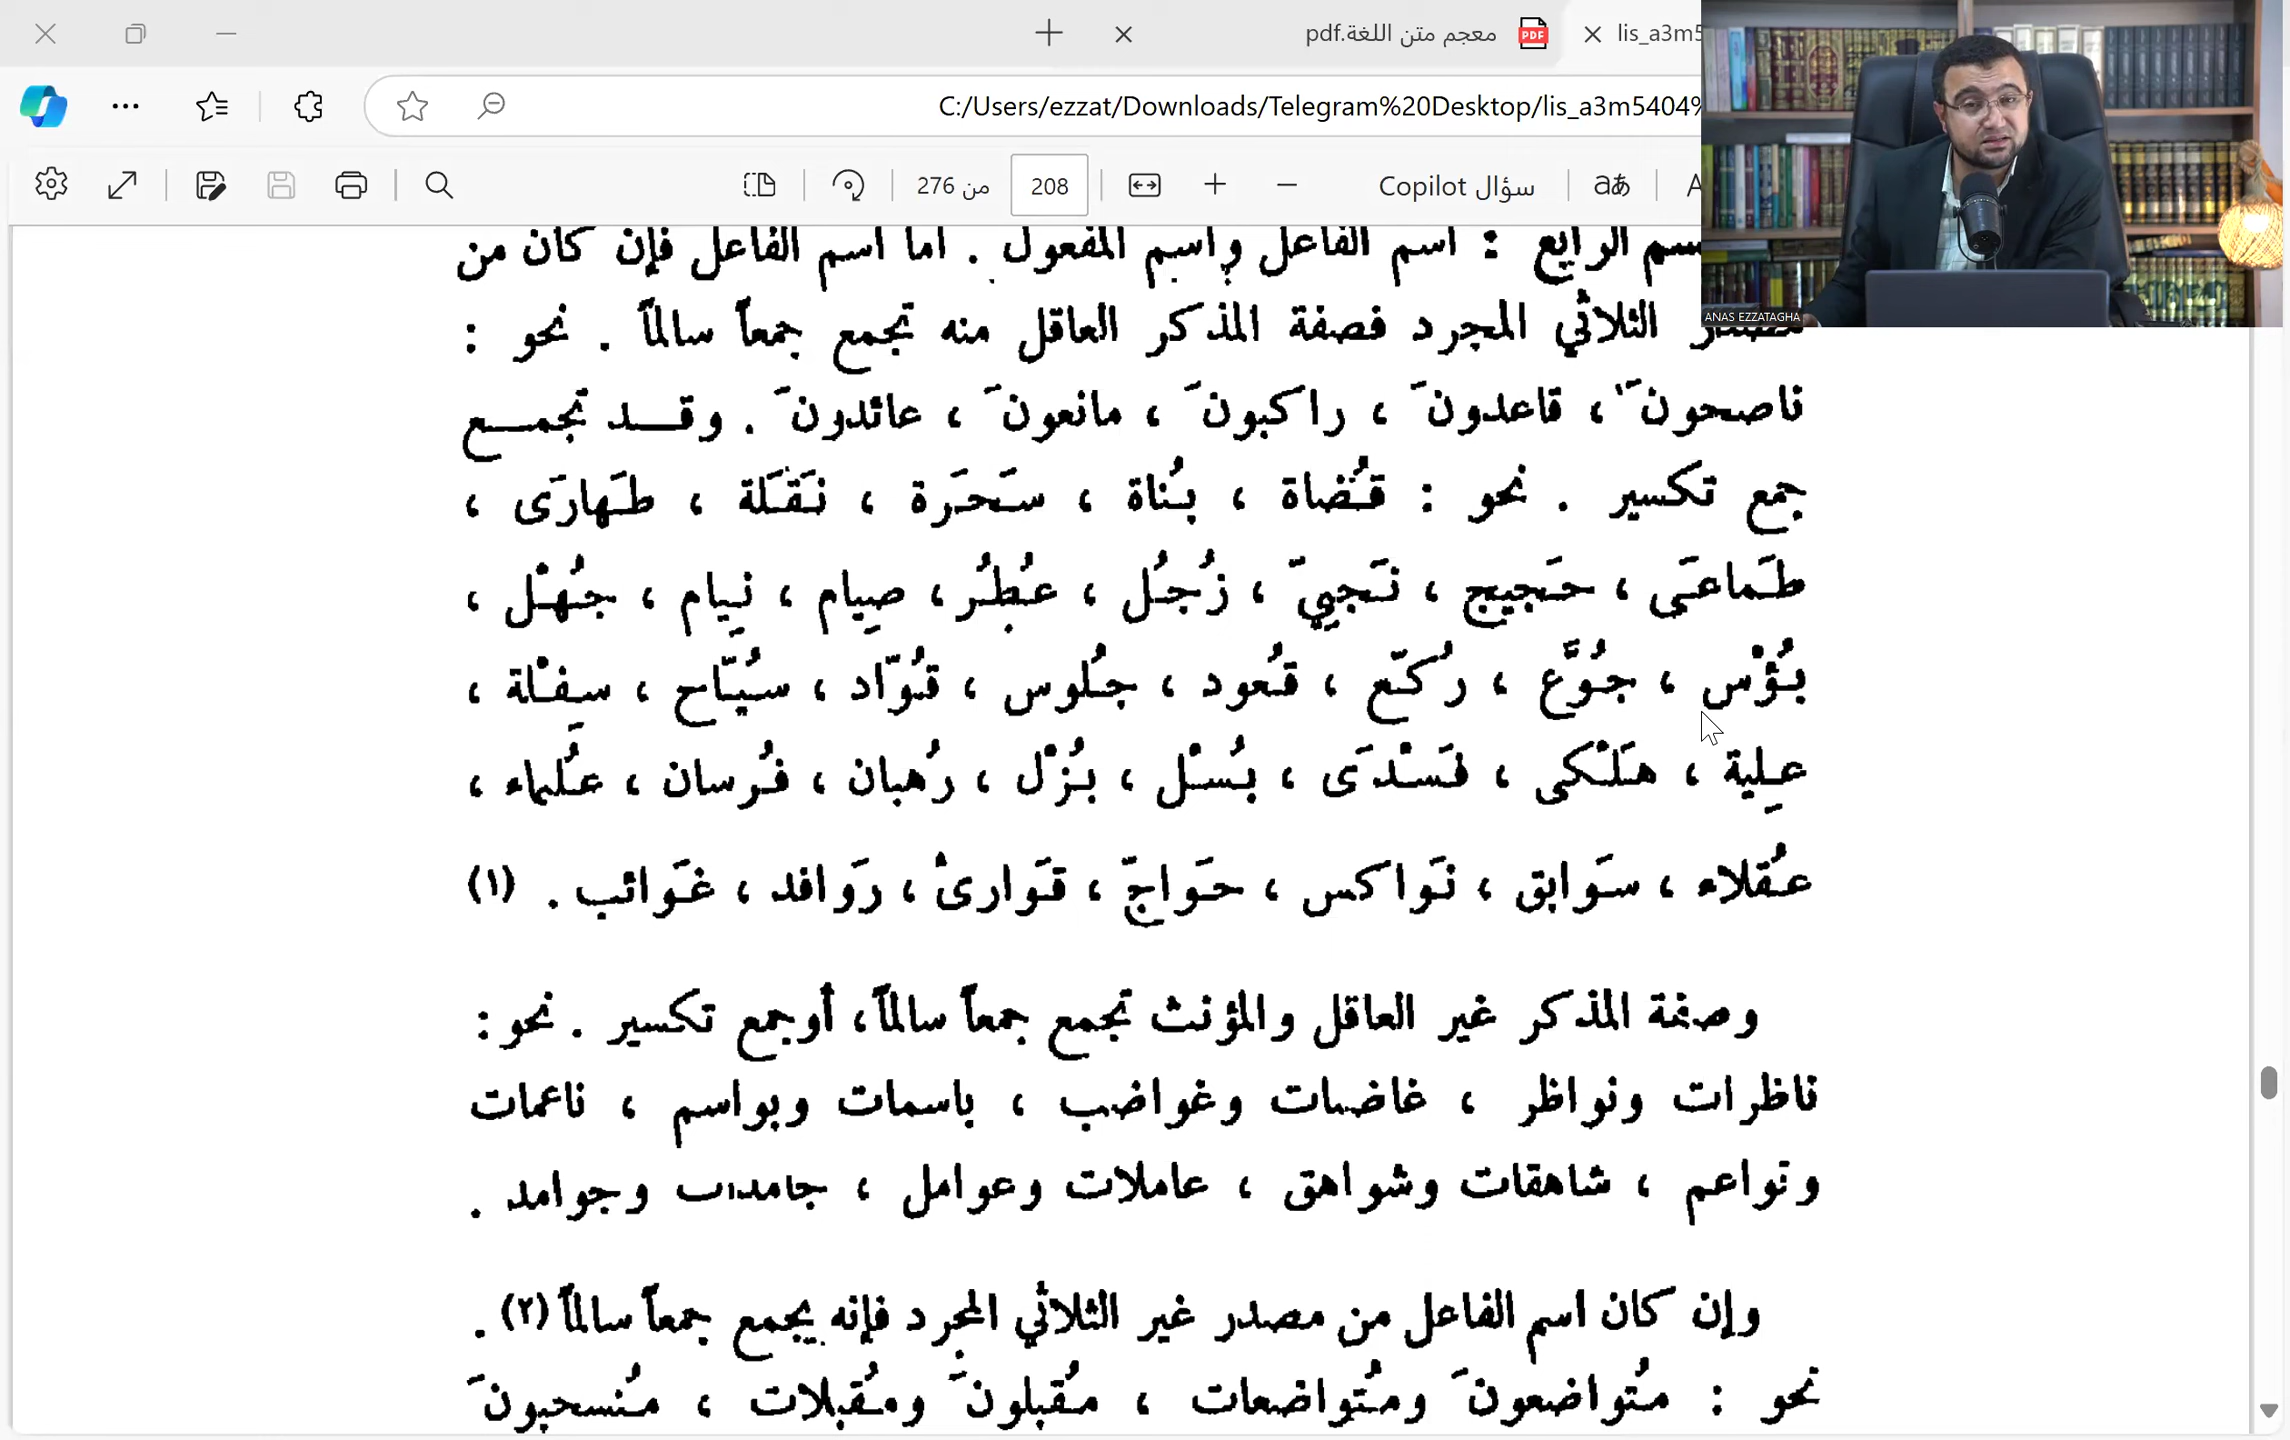 معجم متن اللغة.pdf
lis_a3m5
C:/Users/ezzat/Downloads/Telegram%20Desktop/lis_a3m5404%
208 من 276
سؤال Copilot
aあ
ANAS EZZATAGHA
الرابع : اسم الفاعل واسم المفعول . أما اسم الفاعل فإن كان من
الثلاثي المجرد فصفة المذكر العاقل منه تجمع جمعاً سالماً . نحو :
ناصحونَ ، قاعدونَ ، راكبونَ ، مانعونَ ، عائدونَ . وقد تجمع
جمع تكسير . نحو : قُضاة ، بُناة ، سَحَرة ، نَقَلة ، طَهارَى ،
طَماعَى ، حَجيج ، نَجِيّ ، زُجُل ، عُطُر ، صِيام ، نِيام ، جُهْل ،
بُؤْس ، جُوَّع ، رُكّع ، قُعود ، جُلوس ، قُوّاد ، سُيّاح ، سِفْلة ،
عِلية ، هَلْكى ، فَسْدَى ، بُسْل ، بُزْل ، رُهبان ، فُرسان ، عُلماء ،
عُقلاء ، سَوابق ، نَواكس ، حَواجّ ، قَوارئ ، رَوافد ، غَوائب . (١)
وصفة المذكر غير العاقل والمؤنث تجمع جمعاً سالماً، أو جمع تكسير . نحو :
ناظرات ونواظر ، غاضبات وغواضب ، باسمات وبواسم ، ناعمات
ونواعم ، شاهقات وشواهق ، عاملات وعوامل ، جامدات وجوامد .
وإن كان اسم الفاعل من مصدر غير الثلاثي المجرد فإنه يجمع جمعاً سالماً (٢) .
نحو : مُتواضعونَ ومُتواضعات ، مُقبلونَ ومُقبلات ، مُنسحبونَ